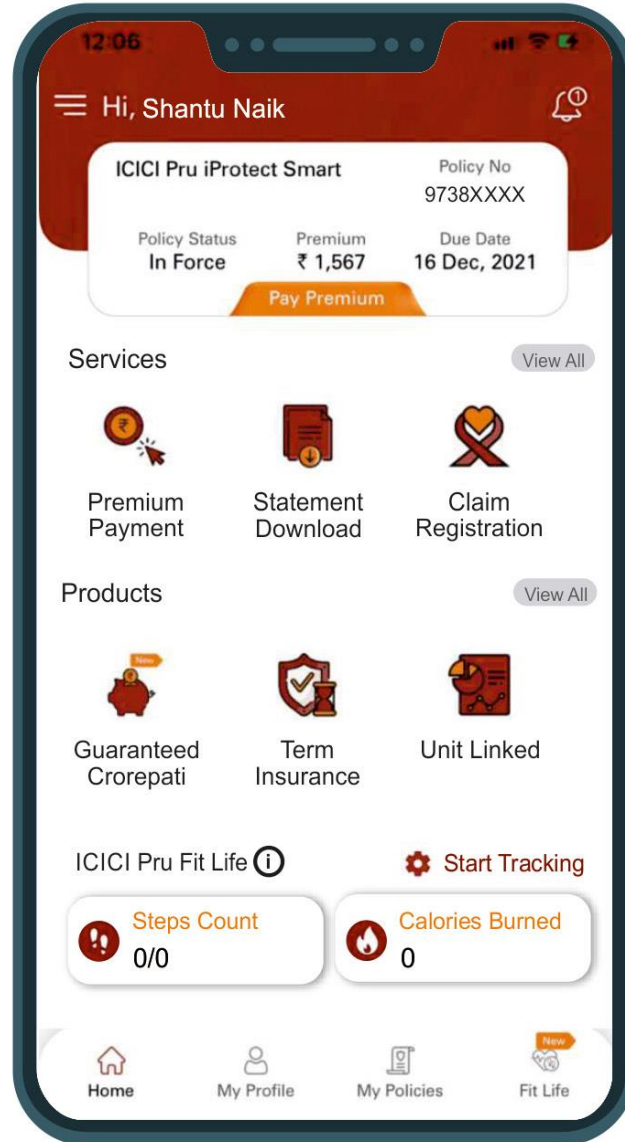 12:06
Hi, Shantu Naik
1
ICICI Pru iProtect Smart
Policy No
9738XXXX
Policy Status
In Force
Premium
₹ 1,567
Due Date
16 Dec, 2021
Pay Premium
Services
View All
₹
Premium
Payment
Statement
Download
Claim
Registration
Products
View All
New
₹
Guaranteed
Crorepati
Term
Insurance
Unit Linked
ICICI Pru Fit Life i
Start Tracking
Steps Count
0/0
Calories Burned
0
Home
My Profile
My Policies
New
Fit Life